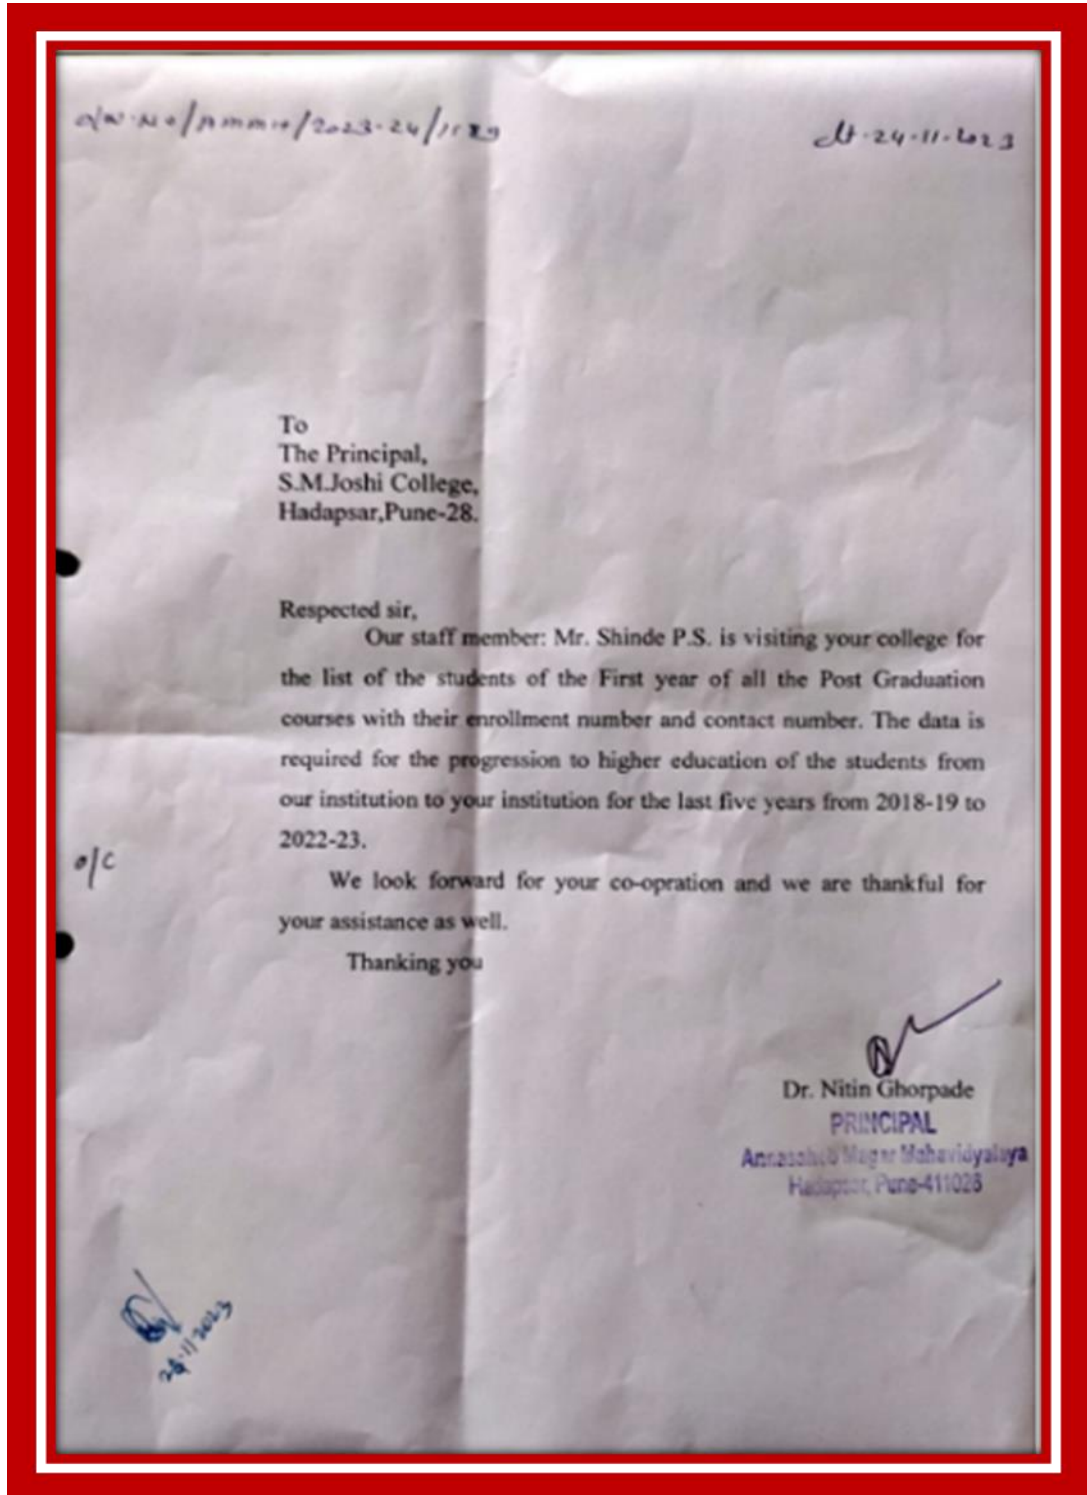 o/w.No/AMMH/2023-24/11
dt-24-11-2023
To
The Principal,
S.M.Joshi College,
Hadapsar,Pune-28.
Respected sir,
Our staff member: Mr. Shinde P.S. is visiting your college for
the list of the students of the First year of all the Post Graduation
courses with their enrollment number and contact number. The data is
required for the progression to higher education of the students from
our institution to your institution for the last five years from 2018-19 to
2022-23.
o/c
We look forward for your co-opration and we are thankful for
your assistance as well.
Thanking you
Dr. Nitin Ghorpade
PRINCIPAL
Annasaheb Magar Mahavidyalaya
Hadapsar, Pune-411028